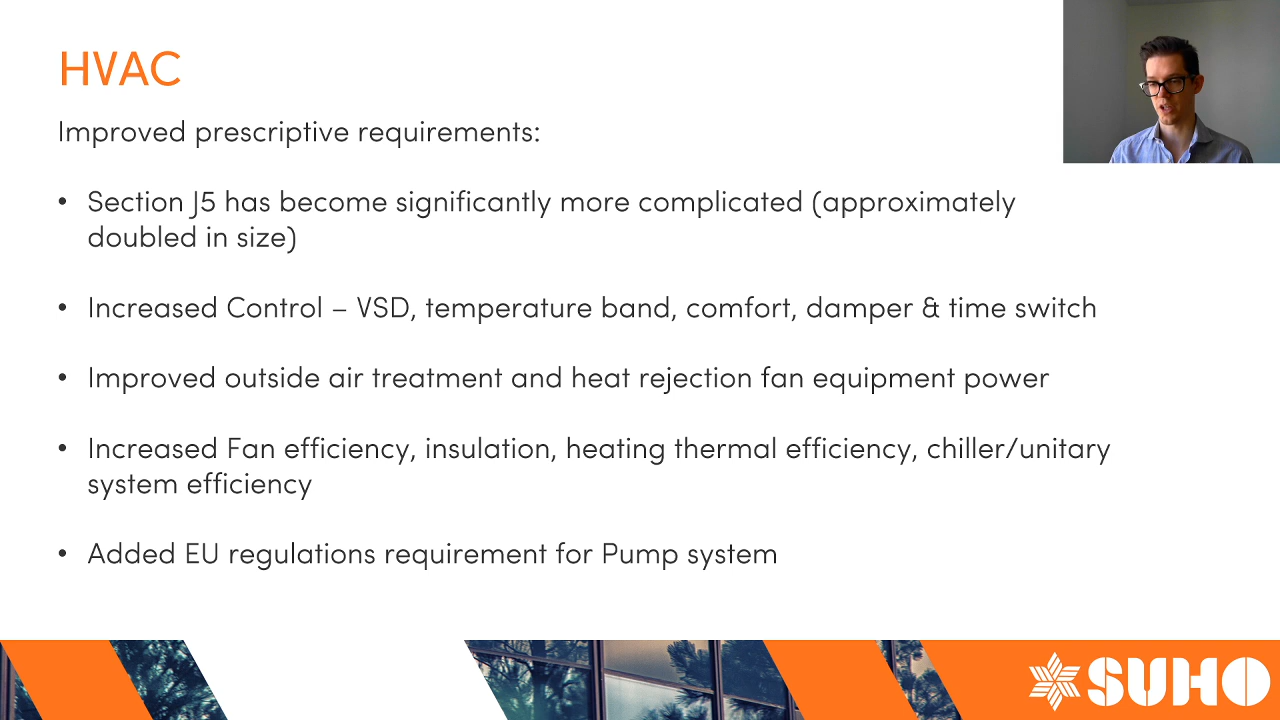 HVAC
Improved prescriptive requirements:
• Section J5 has become significantly more complicated (approximately
doubled in size)
• Increased Control – VSD, temperature band, comfort, damper & time switch
• Improved outside air treatment and heat rejection fan equipment power
• Increased Fan efficiency, insulation, heating thermal efficiency, chiller/unitary
system efficiency
• Added EU regulations requirement for Pump system
SUHO